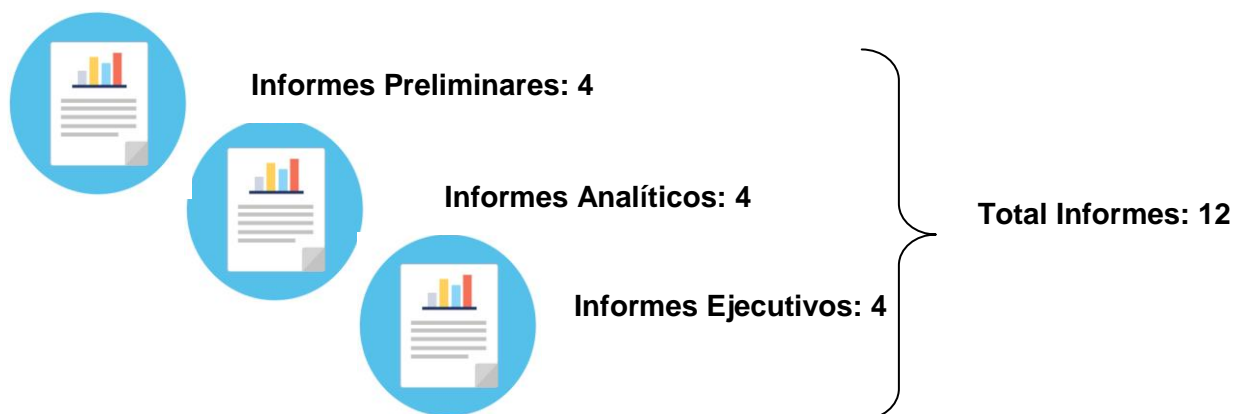 Informes Preliminares: 4
Informes Analíticos: 4
Total Informes: 12
Informes Ejecutivos: 4